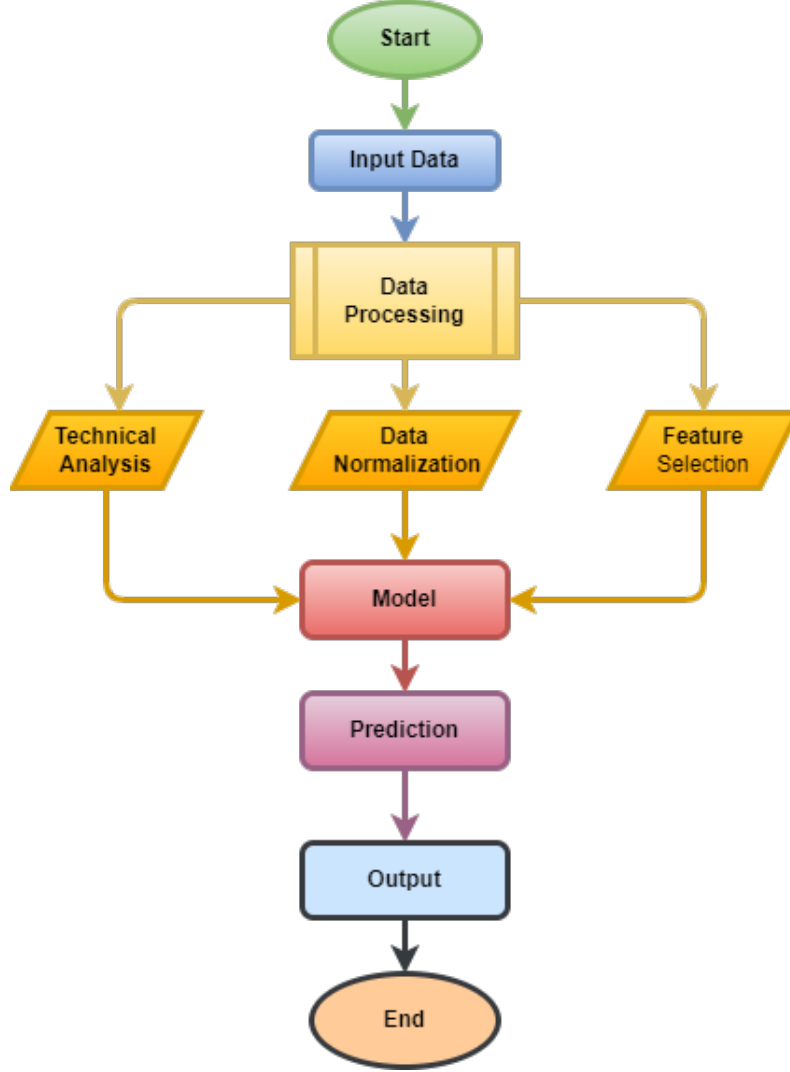 Start
Input Data
Data
Processing
Technical
Analysis
Data
Normalization
Feature
Selection
Model
Prediction
Output
End